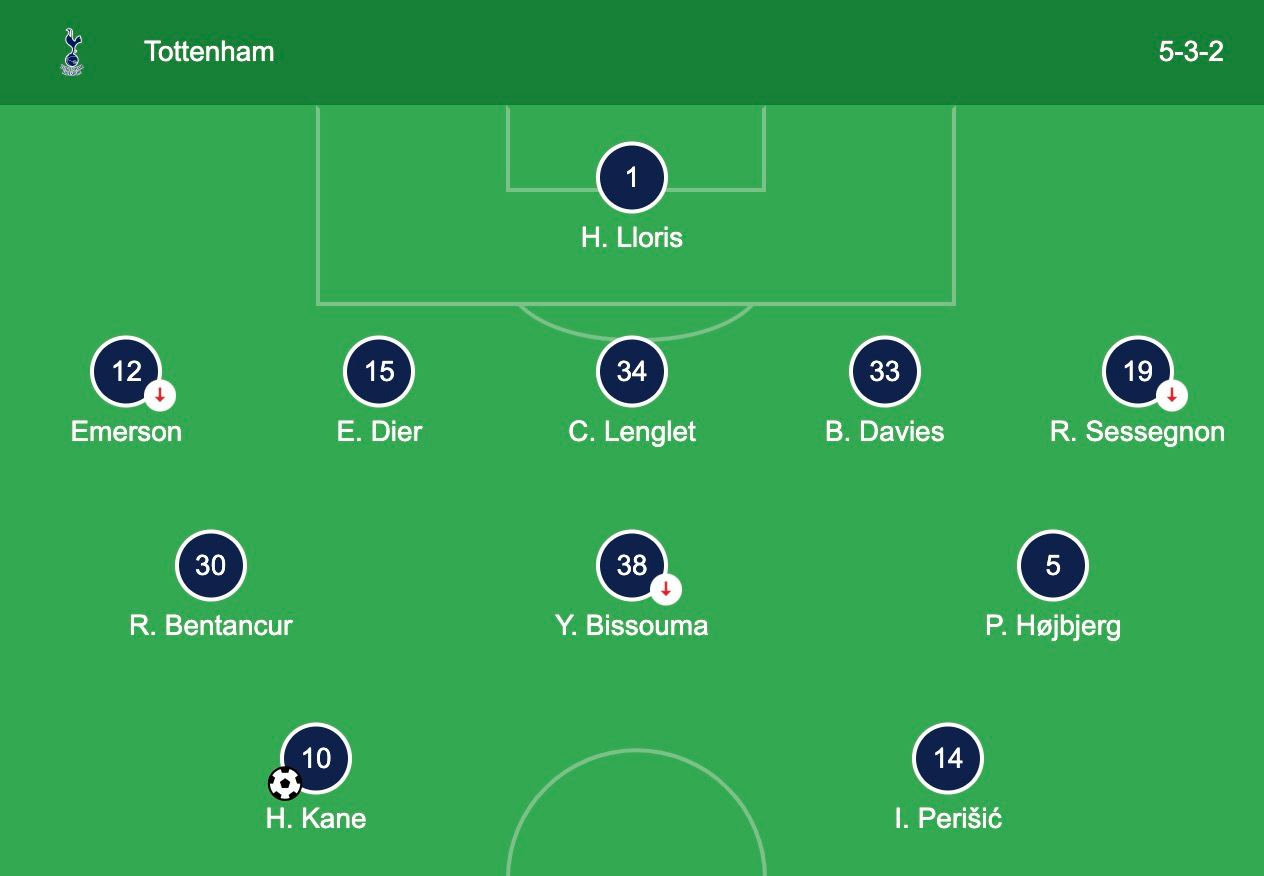 Tottenham 5-3-2
1
H. Lloris
12 15 34 33 19
Emerson E. Dier C. Lenglet B. Davies R. Sessegnon
30 38 5
R. Bentancur Y. Bissouma P. Højbjerg
10 14
H. Kane I. Perišić